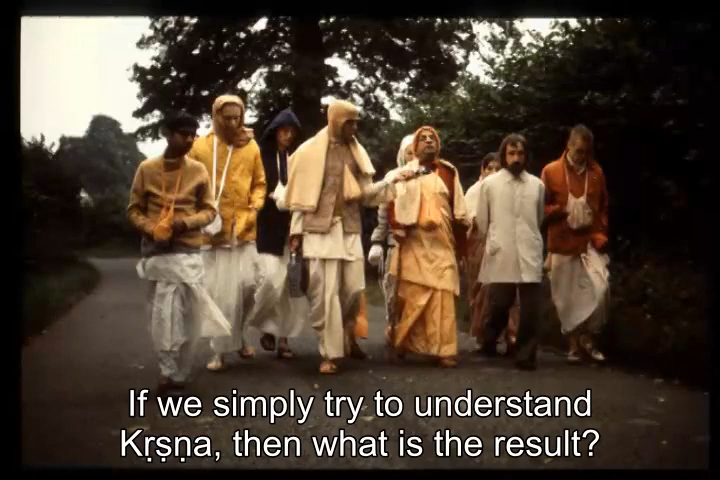 If we simply try to understand
Kṛṣṇa, then what is the result?